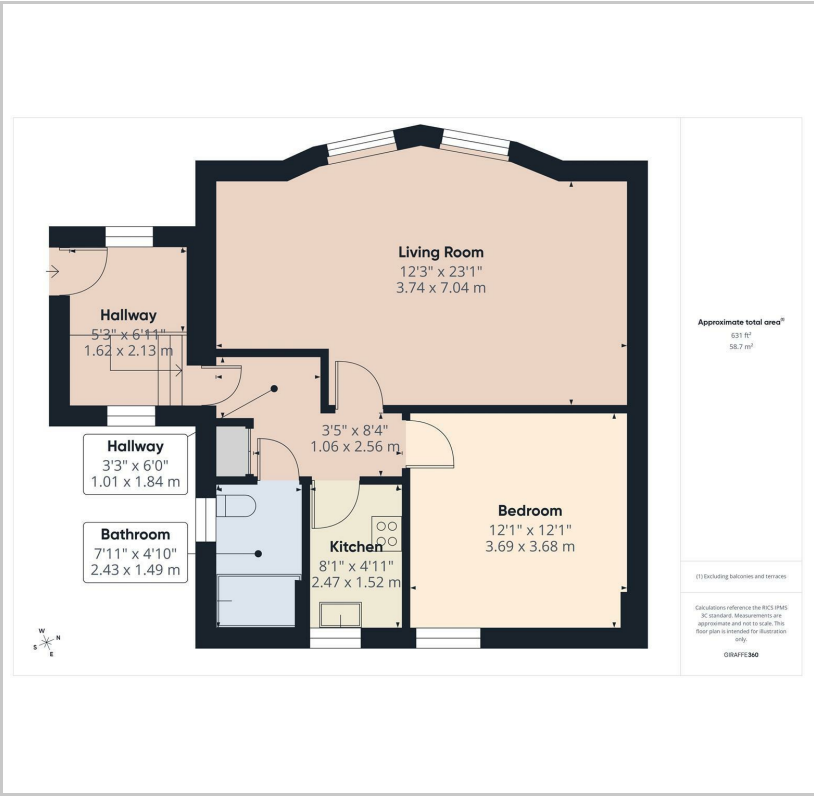 Living Room
12'3" x 23'1"
3.74 x 7.04 m
Hallway
5'3" x 6'11"
1.62 x 2.13 m
Hallway
3'3" x 6'0"
1.01 x 1.84 m
3'5" x 8'4"
1.06 x 2.56 m
Bathroom
7'11" x 4'10"
2.43 x 1.49 m
Kitchen
8'1" x 4'11"
2.47 x 1.52 m
Bedroom
12'1" x 12'1"
3.69 x 3.68 m
W
N
S
E
Approximate total area⁽¹⁾
631 ft²
58.7 m²
(1) Excluding balconies and terraces
Calculations reference the RICS IPMS
3C standard. Measurements are
approximate and not to scale. This
floor plan is intended for illustration
only.
GIRAFFE360